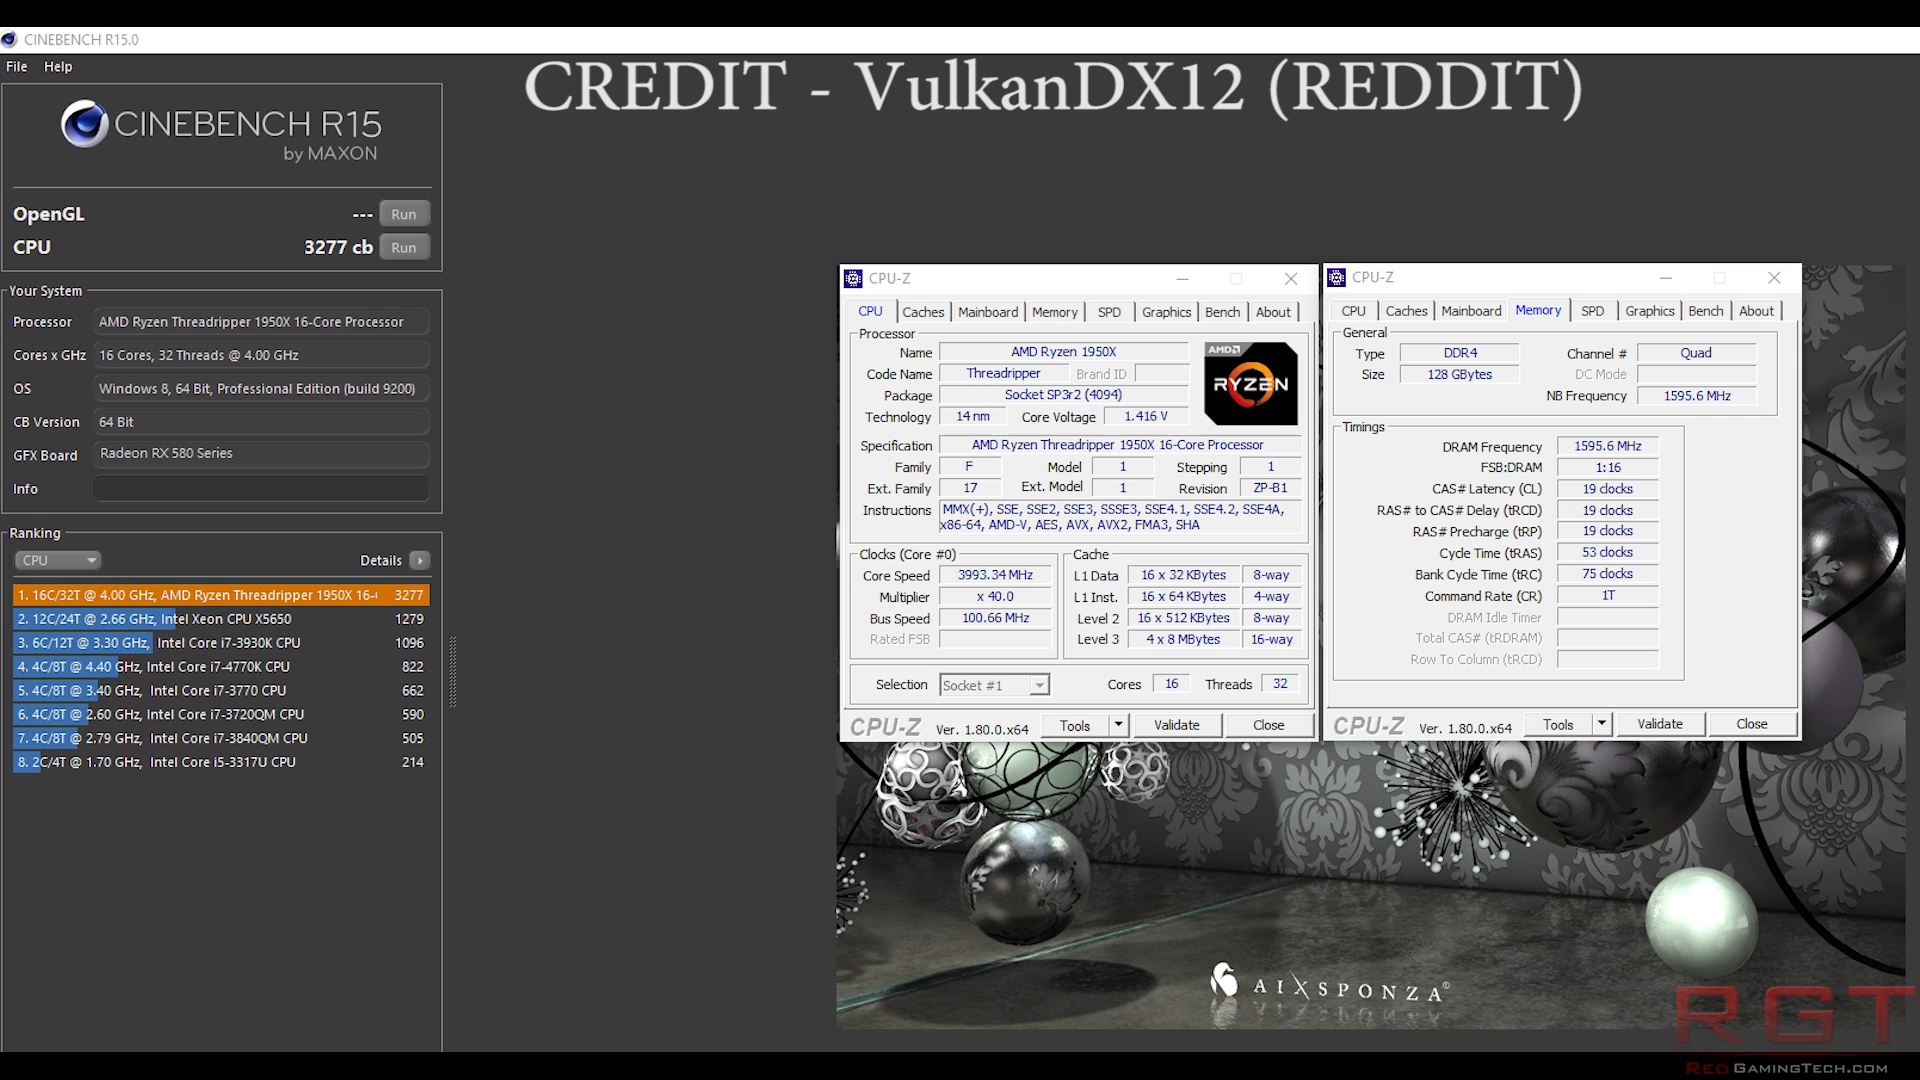 CINEBENCH R15.0
File Help
CREDIT - VulkanDX12 (REDDIT)
CINEBENCH R15
by MAXON
OpenGL --- Run
CPU 3277 cb Run
Your System
Processor AMD Ryzen Threadripper 1950X 16-Core Processor
Cores x GHz 16 Cores, 32 Threads @ 4.00 GHz
OS Windows 8, 64 Bit, Professional Edition (build 9200)
CB Version 64 Bit
GFX Board Radeon RX 580 Series
Info
Ranking
CPU Details
1. 16C/32T @ 4.00 GHz, AMD Ryzen Threadripper 1950X 16-( 3277
2. 12C/24T @ 2.66 GHz, Intel Xeon CPU X5650 1279
3. 6C/12T @ 3.30 GHz, Intel Core i7-3930K CPU 1096
4. 4C/8T @ 4.40 GHz, Intel Core i7-4770K CPU 822
5. 4C/8T @ 3.40 GHz, Intel Core i7-3770 CPU 662
6. 4C/8T @ 2.60 GHz, Intel Core i7-3720QM CPU 590
7. 4C/8T @ 2.79 GHz, Intel Core i7-3840QM CPU 505
8. 2C/4T @ 1.70 GHz, Intel Core i5-3317U CPU 214
CPU-Z
CPU Caches Mainboard Memory SPD Graphics Bench About
Processor
Name AMD Ryzen 1950X
Code Name Threadripper Brand ID
Package Socket SP3r2 (4094)
Technology 14 nm Core Voltage 1.416 V
AMD
RYZEN
Specification AMD Ryzen Threadripper 1950X 16-Core Processor
Family F Model 1 Stepping 1
Ext. Family 17 Ext. Model 1 Revision ZP-B1
Instructions MMX(+), SSE, SSE2, SSE3, SSSE3, SSE4.1, SSE4.2, SSE4A,
x86-64, AMD-V, AES, AVX, AVX2, FMA3, SHA
Clocks (Core #0)
Core Speed 3993.34 MHz
Multiplier x 40.0
Bus Speed 100.66 MHz
Rated FSB
Cache
L1 Data 16 x 32 KBytes 8-way
L1 Inst. 16 x 64 KBytes 4-way
Level 2 16 x 512 KBytes 8-way
Level 3 4 x 8 MBytes 16-way
Selection Socket #1 Cores 16 Threads 32
CPU-Z Ver. 1.80.0.x64 Tools Validate Close
CPU-Z
CPU Caches Mainboard Memory SPD Graphics Bench About
General
Type DDR4 Channel # Quad
Size 128 GBytes DC Mode
NB Frequency 1595.6 MHz
Timings
DRAM Frequency 1595.6 MHz
FSB:DRAM 1:16
CAS# Latency (CL) 19 clocks
RAS# to CAS# Delay (tRCD) 19 clocks
RAS# Precharge (tRP) 19 clocks
Cycle Time (tRAS) 53 clocks
Bank Cycle Time (tRC) 75 clocks
Command Rate (CR) 1T
DRAM Idle Timer
Total CAS# (tRDRAM)
Row To Column (tRCD)
CPU-Z Ver. 1.80.0.x64 Tools Validate Close
AIXSPONZA®
RGT
RedGamingTech.com